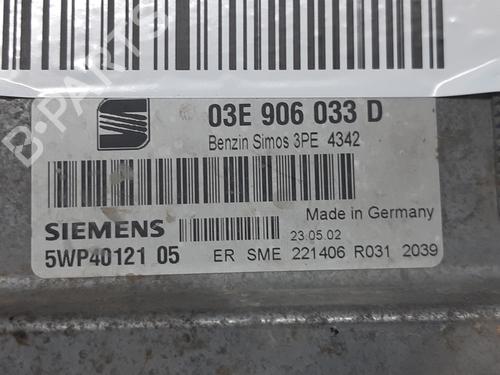 B-PARTS
03E 906 033 D
Benzin Simos 3PE 4342
Made in Germany
SIEMENS
23.05.02
5WP40121 05
ER SME 221406 R031 2039